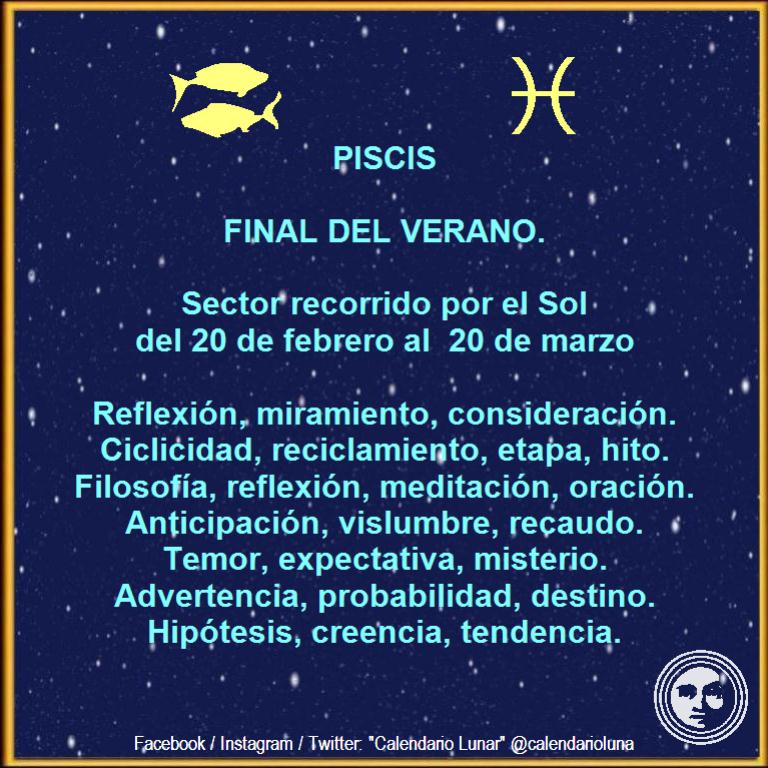 PISCIS
FINAL DEL VERANO.
Sector recorrido por el Sol
del 20 de febrero al 20 de marzo
Reflexión, miramiento, consideración.
Ciclicidad, reciclamiento, etapa, hito.
Filosofía, reflexión, meditación, oración.
Anticipación, vislumbre, recaudo.
Temor, expectativa, misterio.
Advertencia, probabilidad, destino.
Hipótesis, creencia, tendencia.
Facebook / Instagram / Twitter: "Calendario Lunar" @calendarioluna